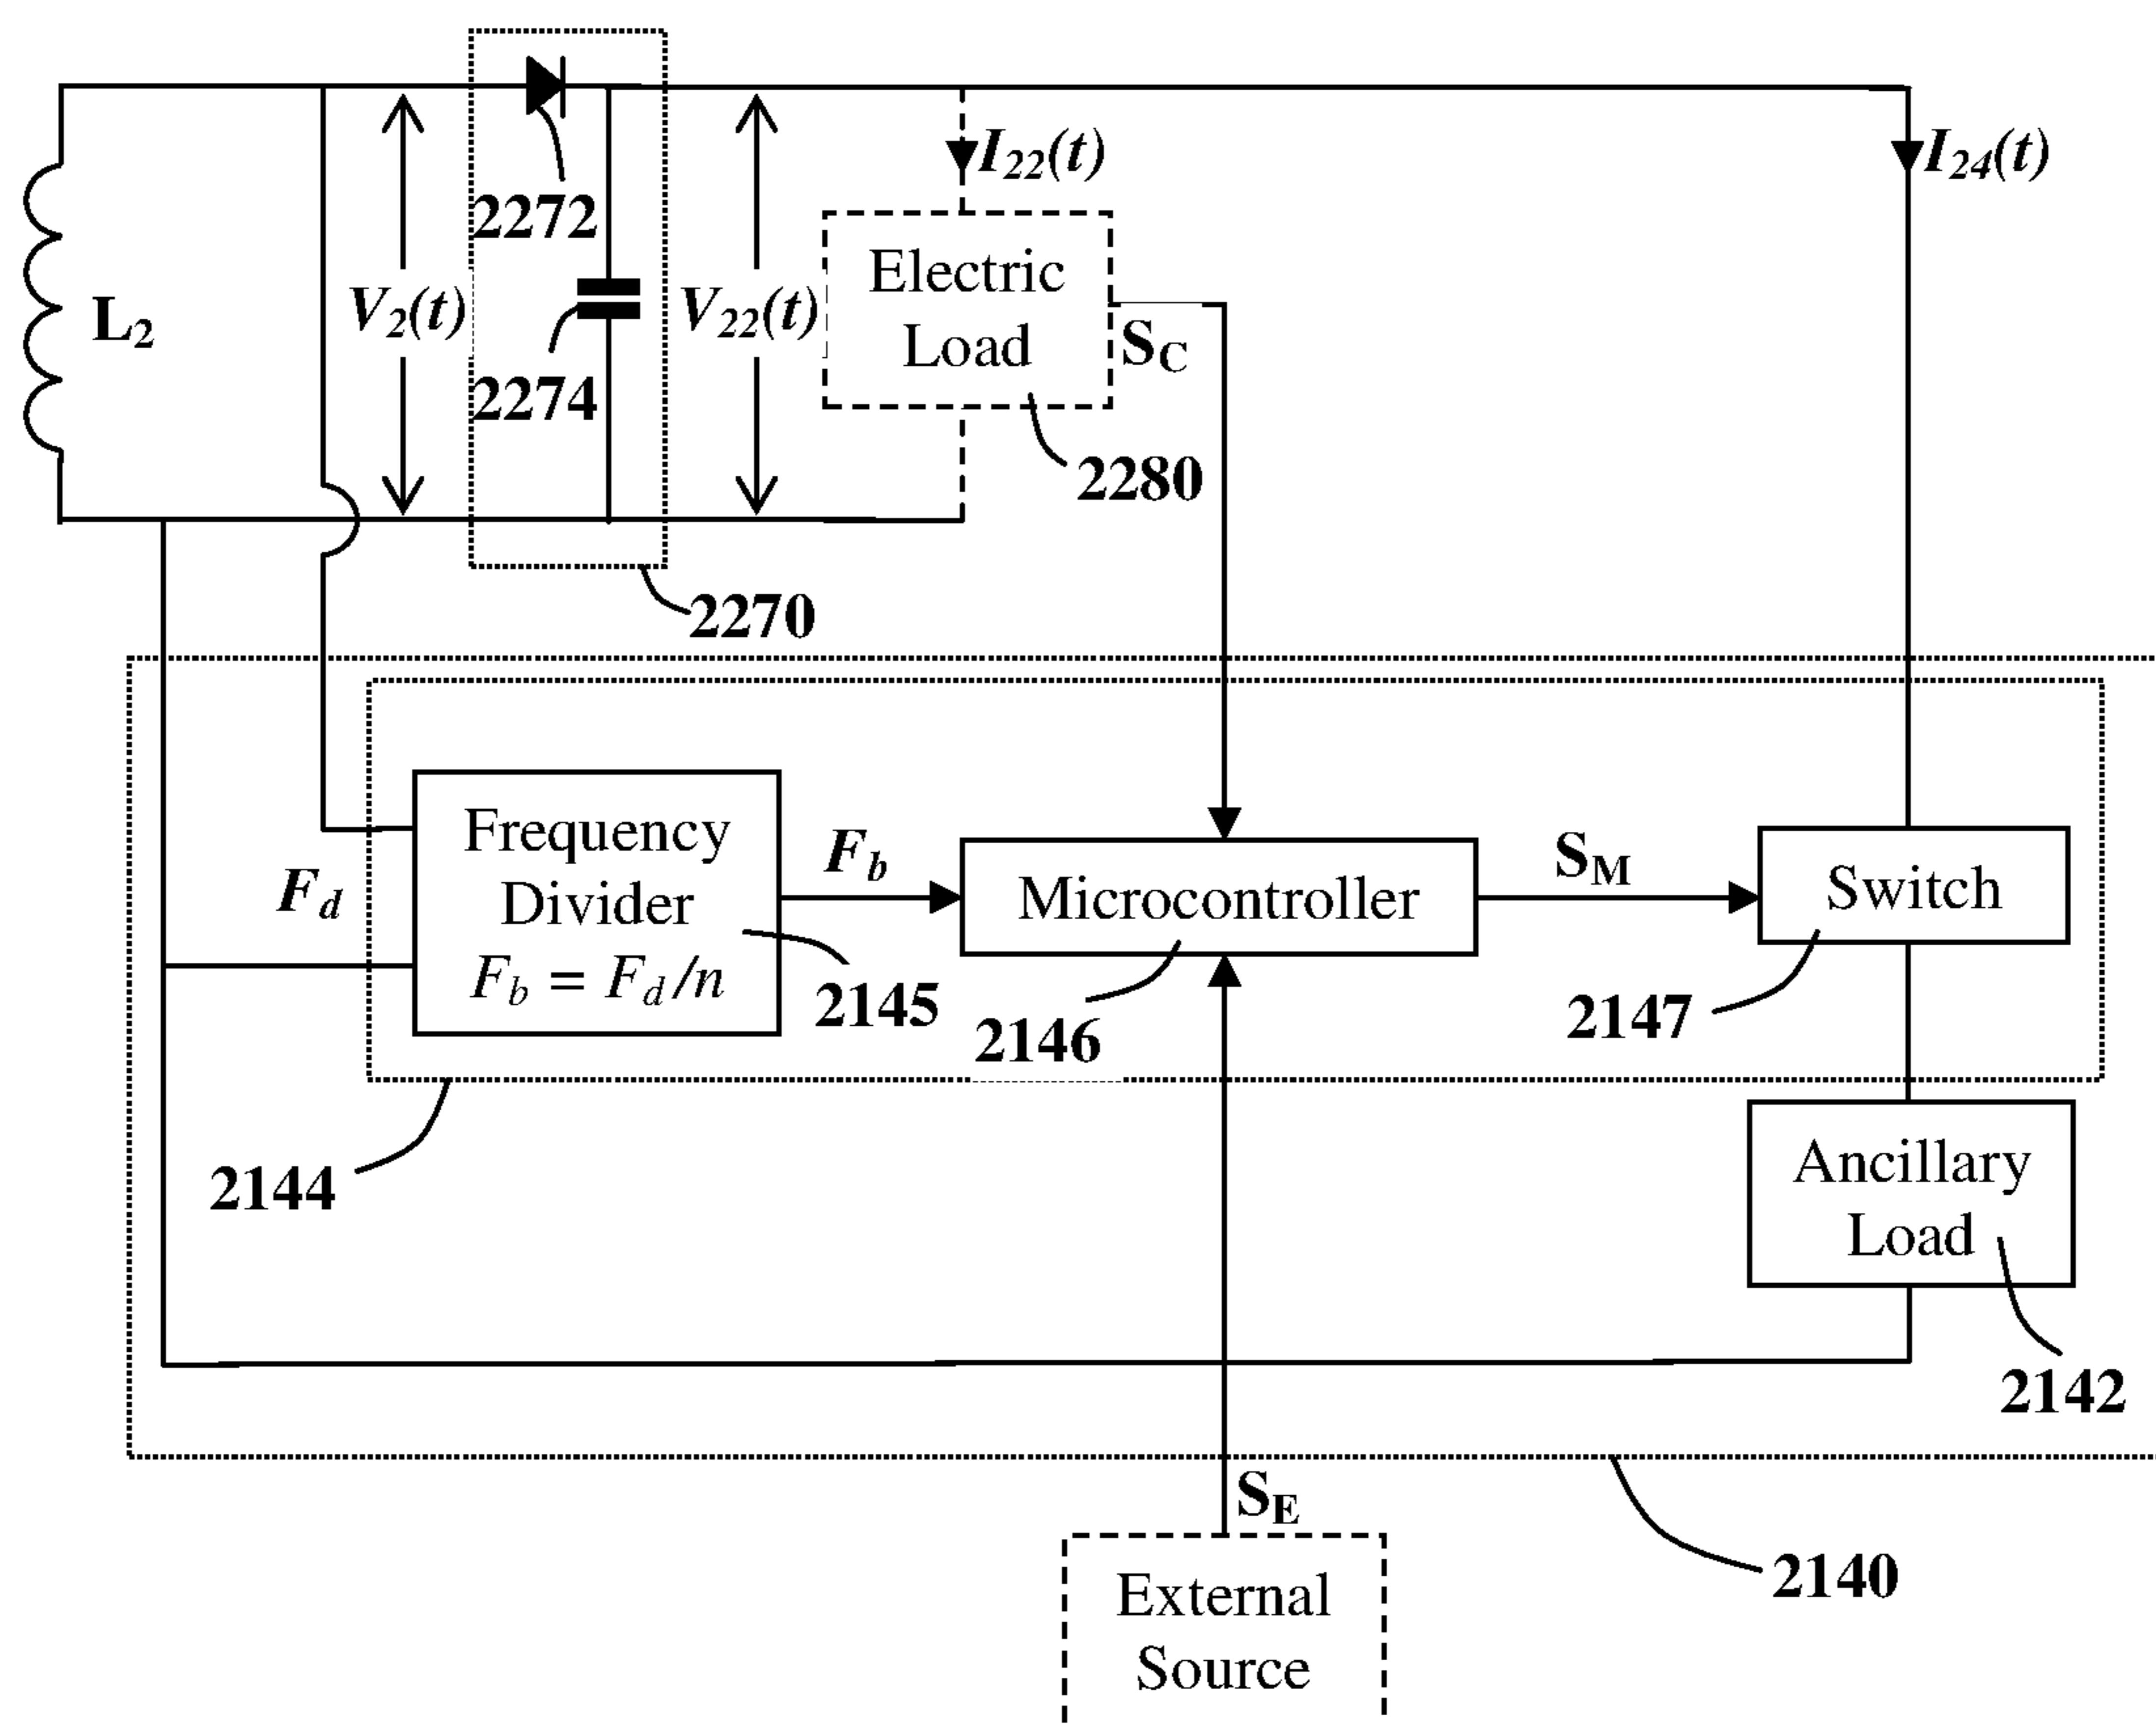 I22(t)
I24(t)
2272
Electric
Load
L2
V2(t)
V22(t)
SC
2274
2280
2270
Frequency
Divider
Fb = Fd/n
Fd
Fb
Microcontroller
SM
Switch
2145
2146
2147
2144
Ancillary
Load
2142
SE
2140
External
Source